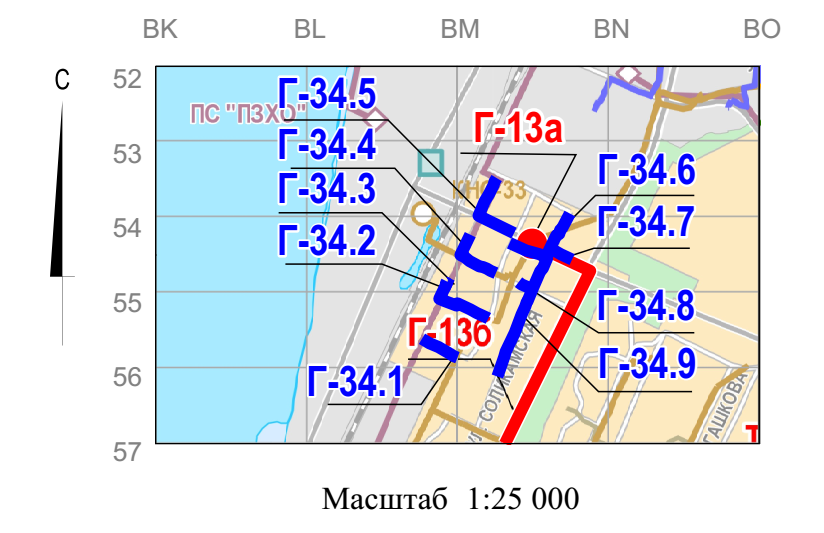 BK BL BM BN BO
С
52
Г-34.5
ПС "ПЗХО"
Г-13а
53
Г-34.4
Г-34.6
Г-34.3
КНС-33
54
Г-34.7
Г-34.2
55
Г-34.8
Г-13б
Г-34.9
56
Г-34.1
УЛ. СОЛИКАМСКАЯ
ГАШКОВА
57
Масштаб 1:25 000